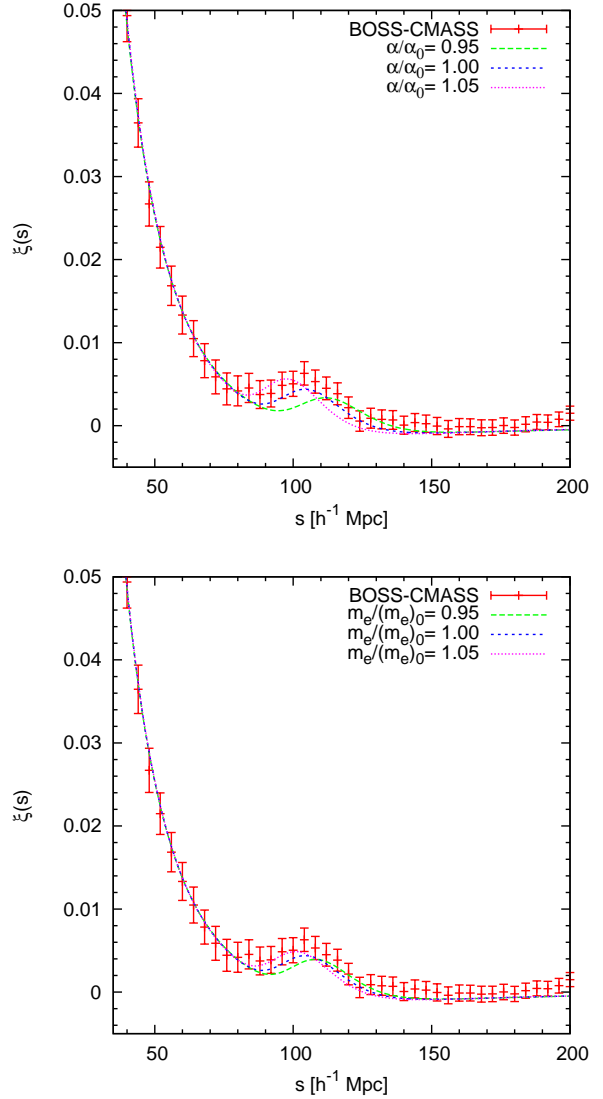 0.05
0.04
0.03
0.02
0.01
0
50
100
150
200
ξ(s)
s [h⁻¹ Mpc]
BOSS-CMASS
α/α₀= 0.95
α/α₀= 1.00
α/α₀= 1.05
0.05
0.04
0.03
0.02
0.01
0
50
100
150
200
ξ(s)
s [h⁻¹ Mpc]
BOSS-CMASS
mₑ/(mₑ)₀= 0.95
mₑ/(mₑ)₀= 1.00
mₑ/(mₑ)₀= 1.05